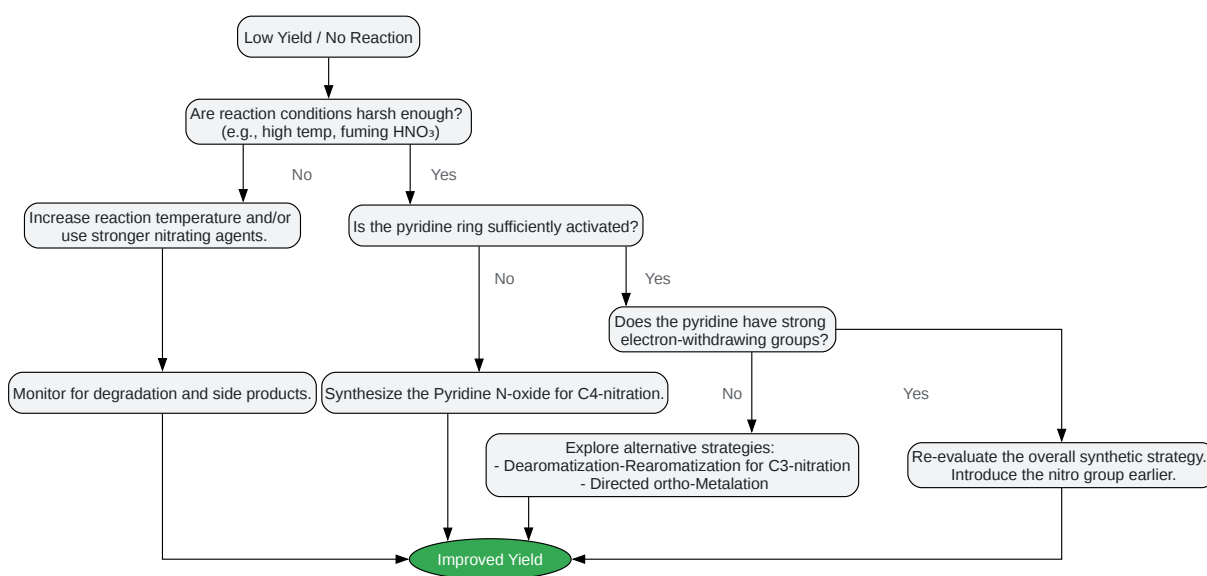 Low Yield / No Reaction
Are reaction conditions harsh enough?
(e.g., high temp, fuming HNO₃)
No
Yes
Increase reaction temperature and/or
use stronger nitrating agents.
Is the pyridine ring sufficiently activated?
No
Yes
Does the pyridine have strong
electron-withdrawing groups?
Monitor for degradation and side products.
Synthesize the Pyridine N-oxide for C4-nitration.
No
Yes
Explore alternative strategies:
- Dearomatization-Rearomatization for C3-nitration
- Directed ortho-Metalation
Re-evaluate the overall synthetic strategy.
Introduce the nitro group earlier.
Improved Yield